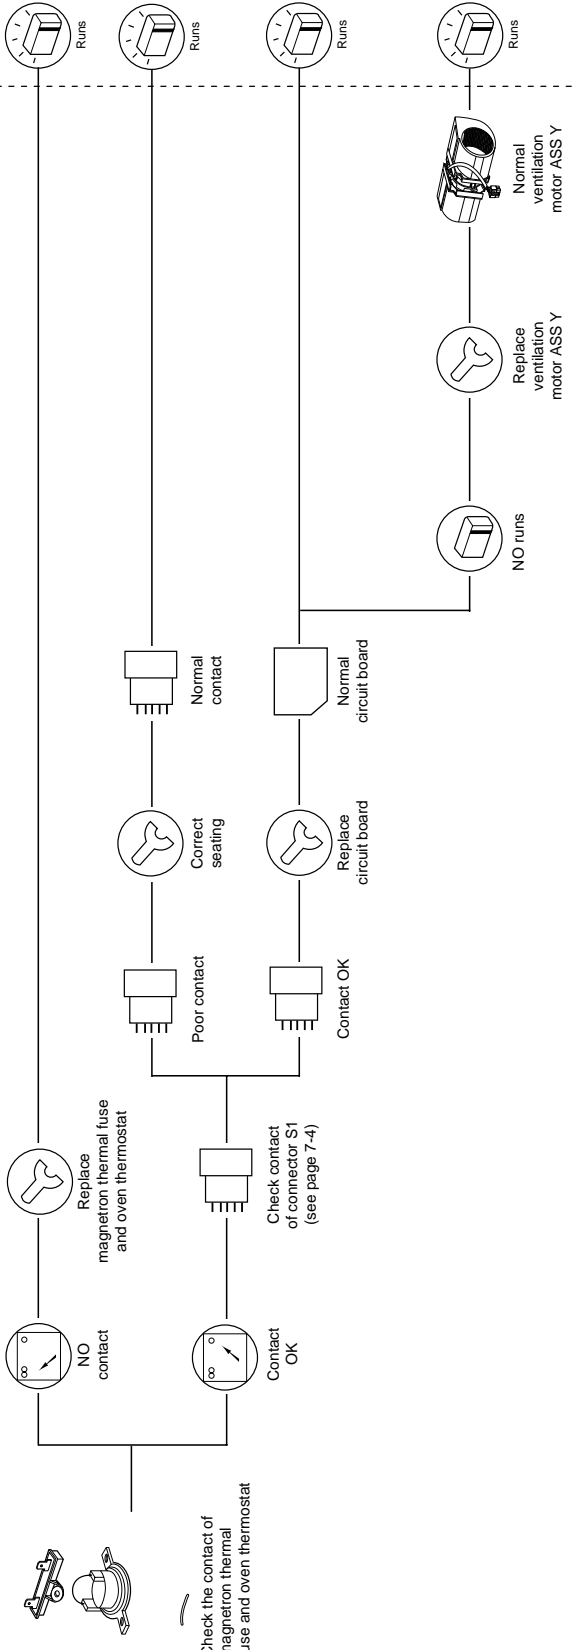 Check the contact of
magnetron thermal
fuse and oven thermostat
NO
contact
Replace
magnetron thermal fuse
and oven thermostat
Runs
Contact
OK
Check contact
of connector S1
(see page 7-4)
Poor contact
Correct
seating
Normal
contact
Runs
Contact OK
Replace
circuit board
Normal
circuit board
Runs
NO runs
Replace
ventilation
motor ASS Y
Normal
ventilation
motor ASS Y
Runs